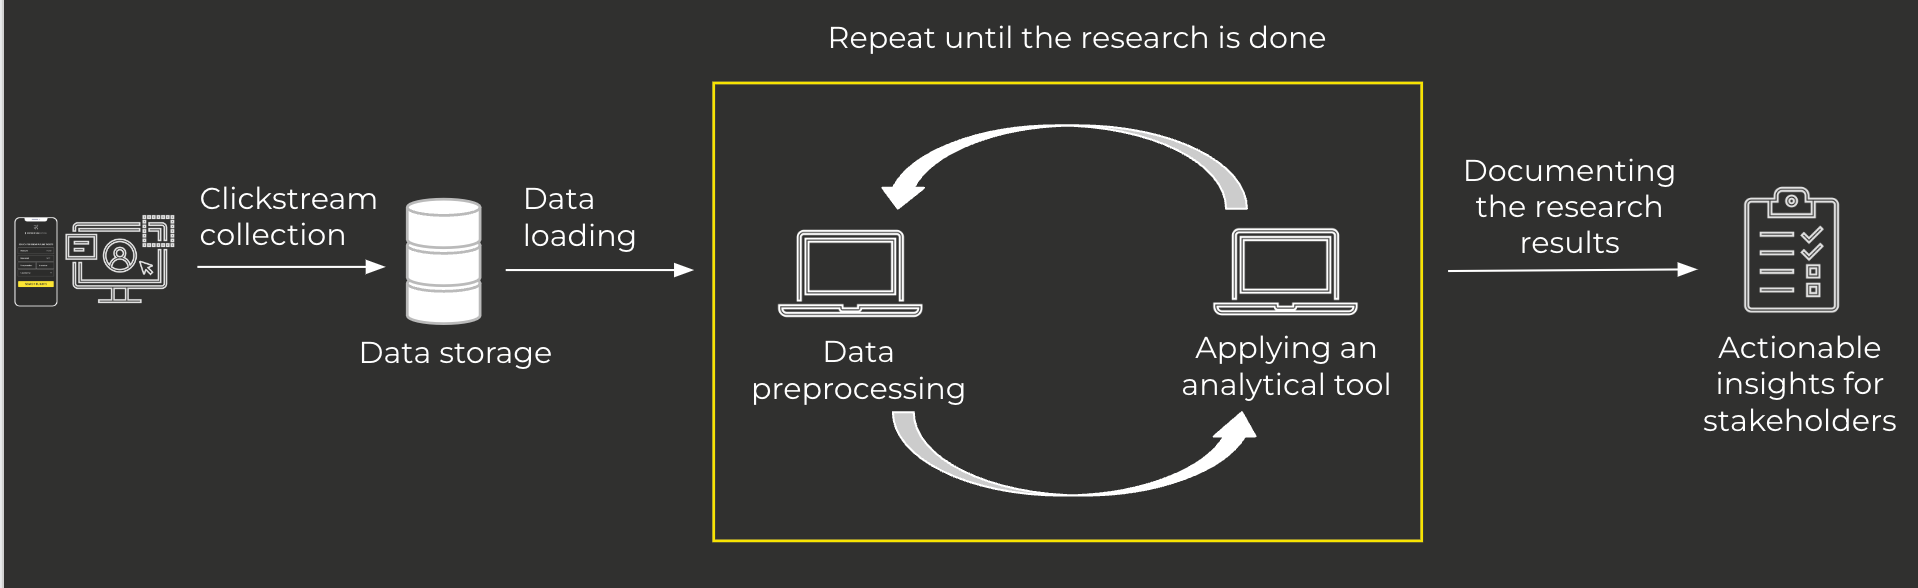 Repeat until the research is done
Clickstream
collection
Data storage
Data
loading
Data
preprocessing
Applying an
analytical tool
Documenting
the research
results
Actionable
insights for
stakeholders